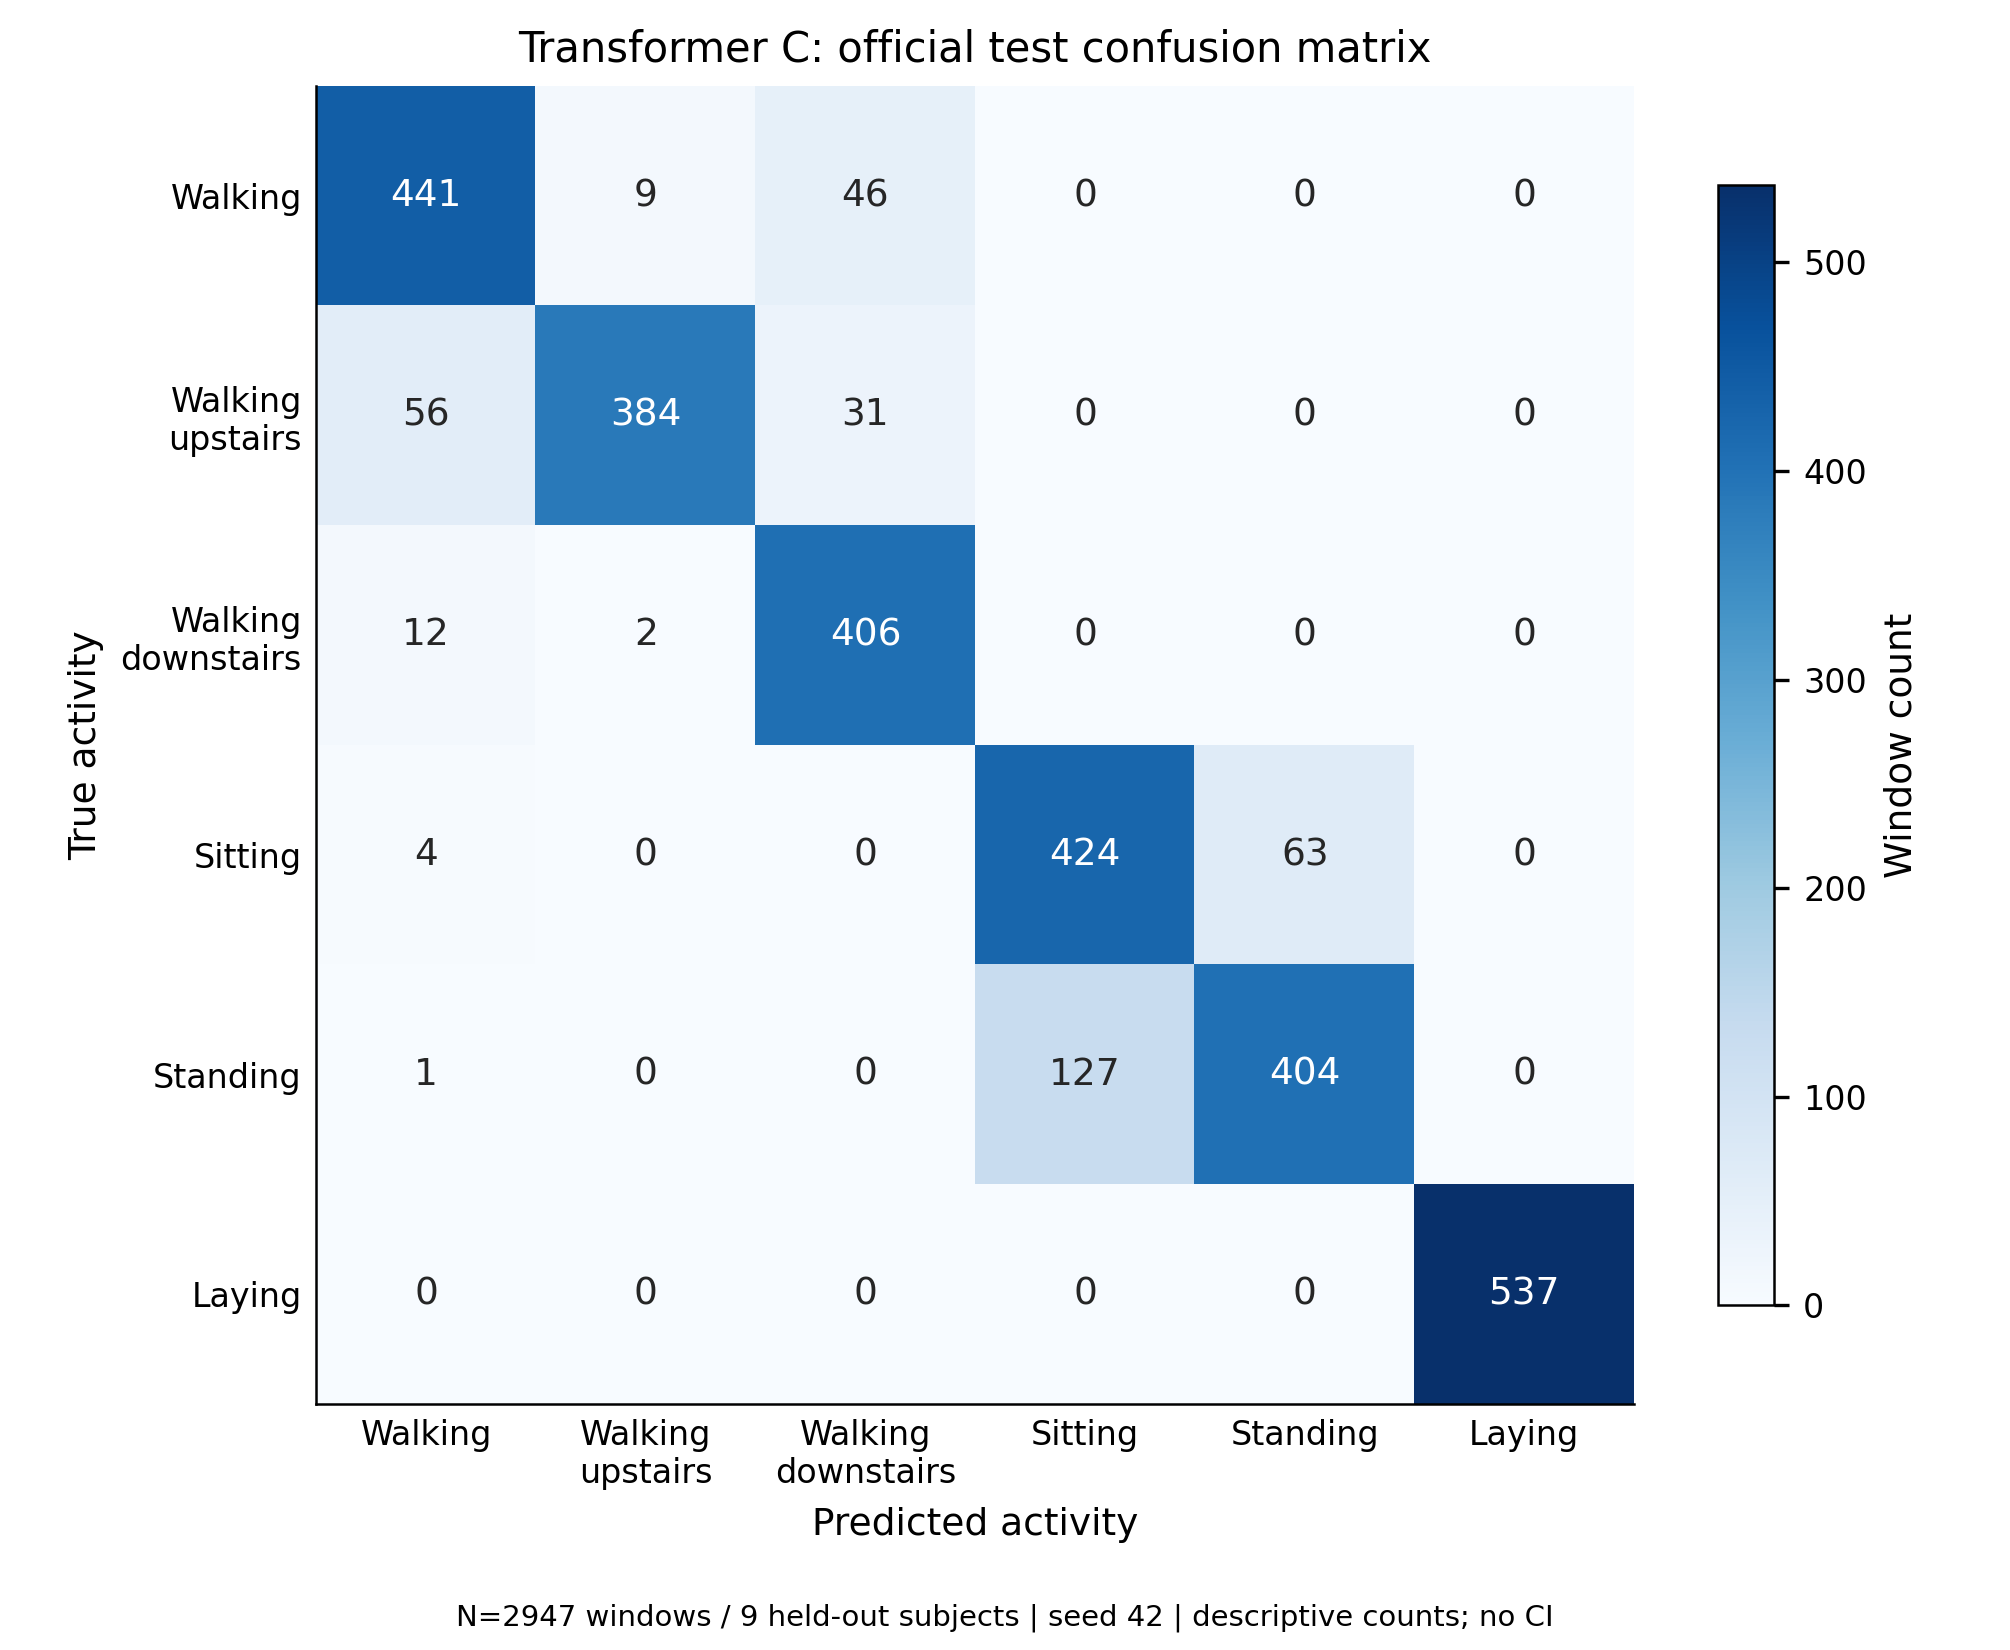 Transformer C: official test confusion matrix
Walking 441 9 46 0 0 0
Walking
upstairs
56 384 31 0 0 0
Walking
downstairs
12 2 406 0 0 0
Sitting 4 0 0 424 63 0
Standing 1 0 0 127 404 0
Laying 0 0 0 0 0 537
True activity
Walking
Walking
upstairs
Walking
downstairs
Sitting
Standing
Laying
Predicted activity
500
400
300
200
100
0
Window count
N=2947 windows / 9 held-out subjects | seed 42 | descriptive counts; no CI